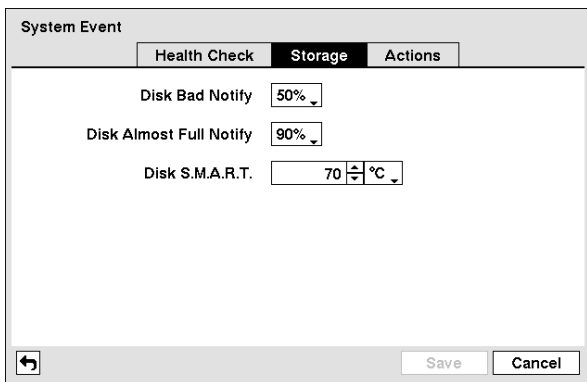 System Event
Health Check Storage Actions
Disk Bad Notify 50%
Disk Almost Full Notify 90%
Disk S.M.A.R.T. 70 °C
Save Cancel